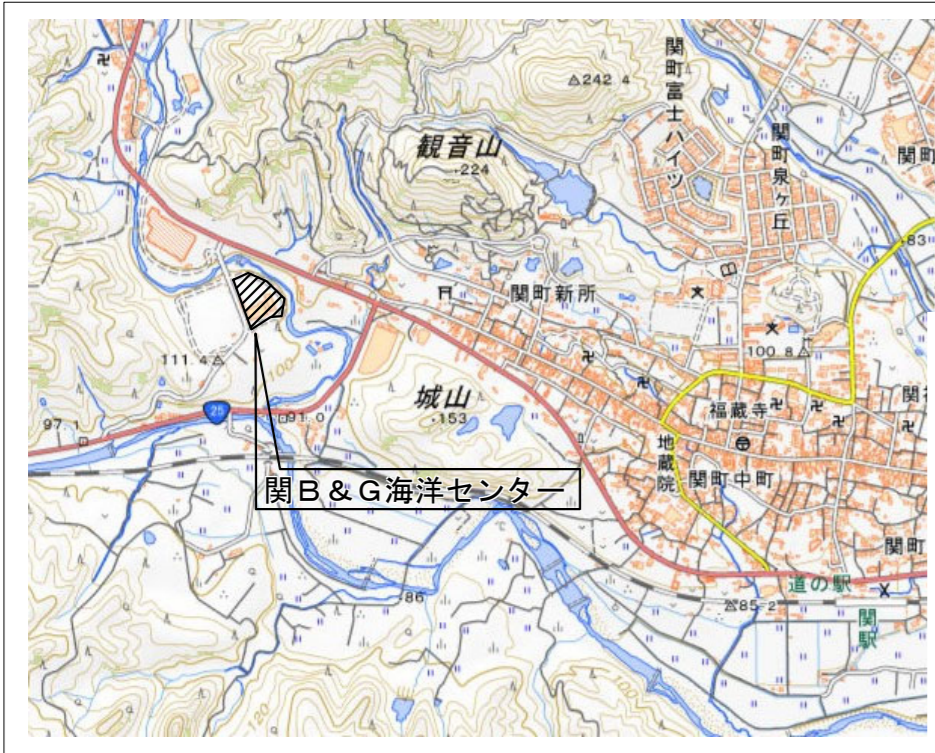 関町富士ハイツ
関町泉ヶ丘
242.4
観音山
224
関町
83
関町新所
100.8
111.4
100
城山
153
25
97.1
91.0
福蔵寺
地蔵院
関町中町
関B&G海洋センター
関町
道の駅
86
85.2
関駅
120
100